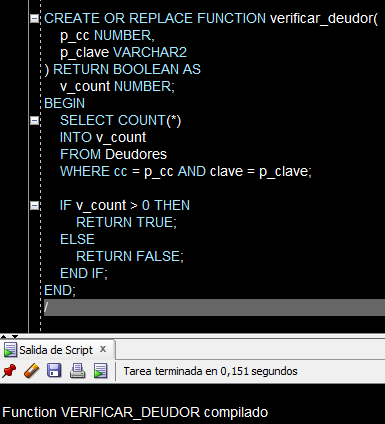 CREATE OR REPLACE FUNCTION verificar_deudor(
p_cc NUMBER,
p_clave VARCHAR2
) RETURN BOOLEAN AS
v_count NUMBER;
BEGIN
SELECT COUNT(*)
INTO v_count
FROM Deudores
WHERE cc = p_cc AND clave = p_clave;
IF v_count > 0 THEN
RETURN TRUE;
ELSE
RETURN FALSE;
END IF;
END;
/
Salida de Script x
Tarea terminada en 0,151 segundos
Function VERIFICAR_DEUDOR compilado